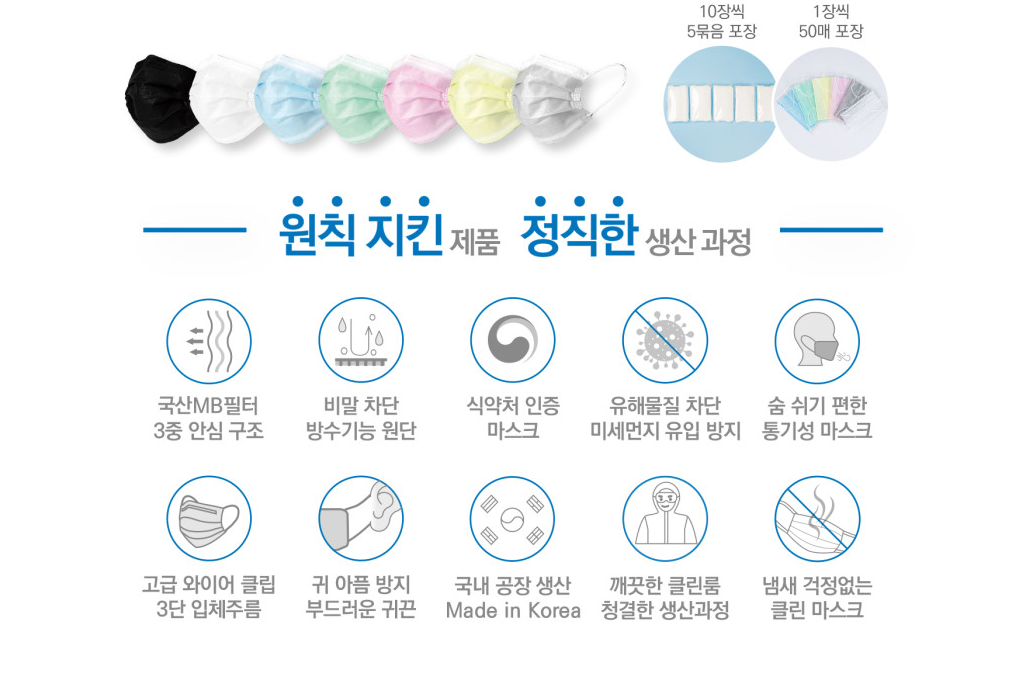 10장씩
5묶음 포장
1장씩
50매 포장
원칙 지킨 제품 정직한 생산 과정
국산MB필터
3중 안심 구조
비말 차단
방수기능 원단
식약처 인증
마스크
유해물질 차단
미세먼지 유입 방지
숨 쉬기 편한
통기성 마스크
고급 와이어 클립
3단 입체주름
귀 아픔 방지
부드러운 귀끈
국내 공장 생산
Made in Korea
깨끗한 클린룸
청결한 생산과정
냄새 걱정없는
클린 마스크